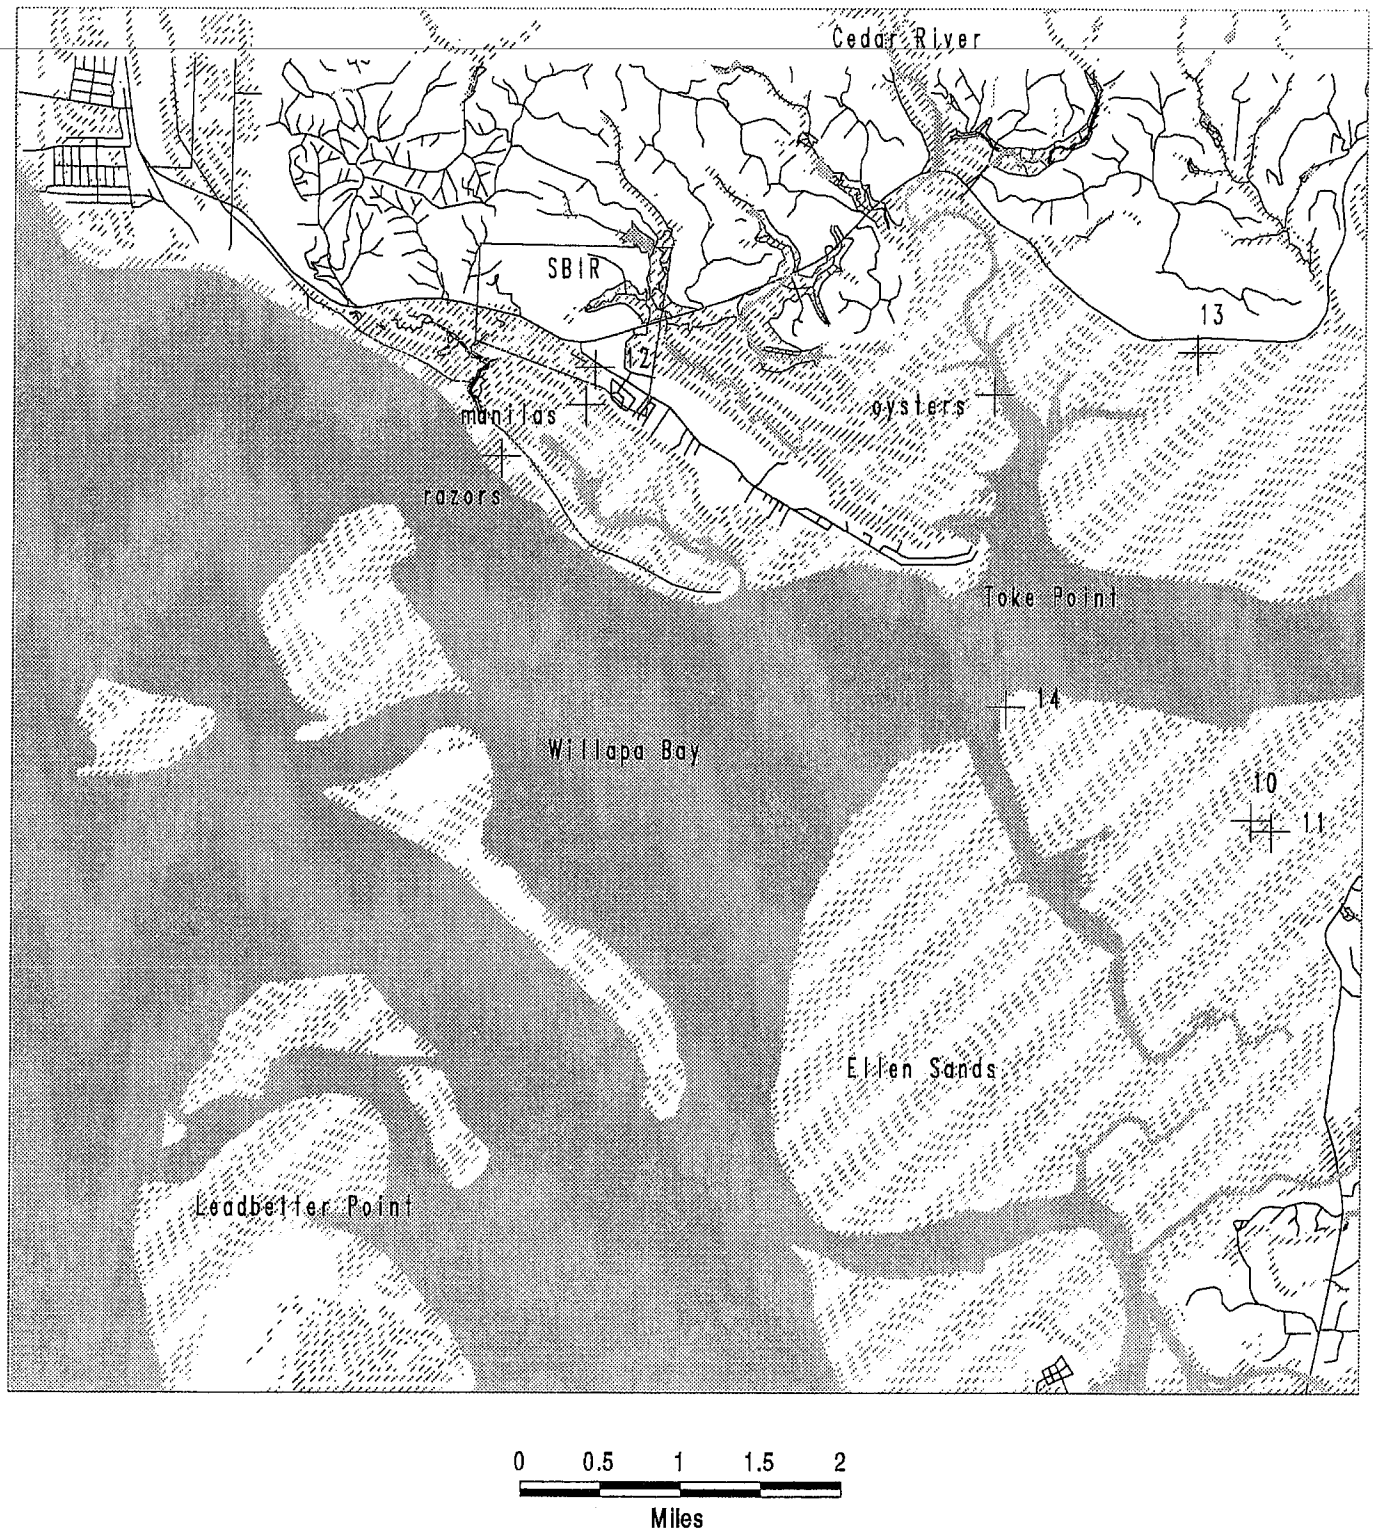 Cedar River
SBIR
13
12
manilas
oysters
razors
Toke Point
14
Willapa Bay
10
11
Ellen Sands
Leadbetter Point
0 0.5 1 1.5 2
Miles